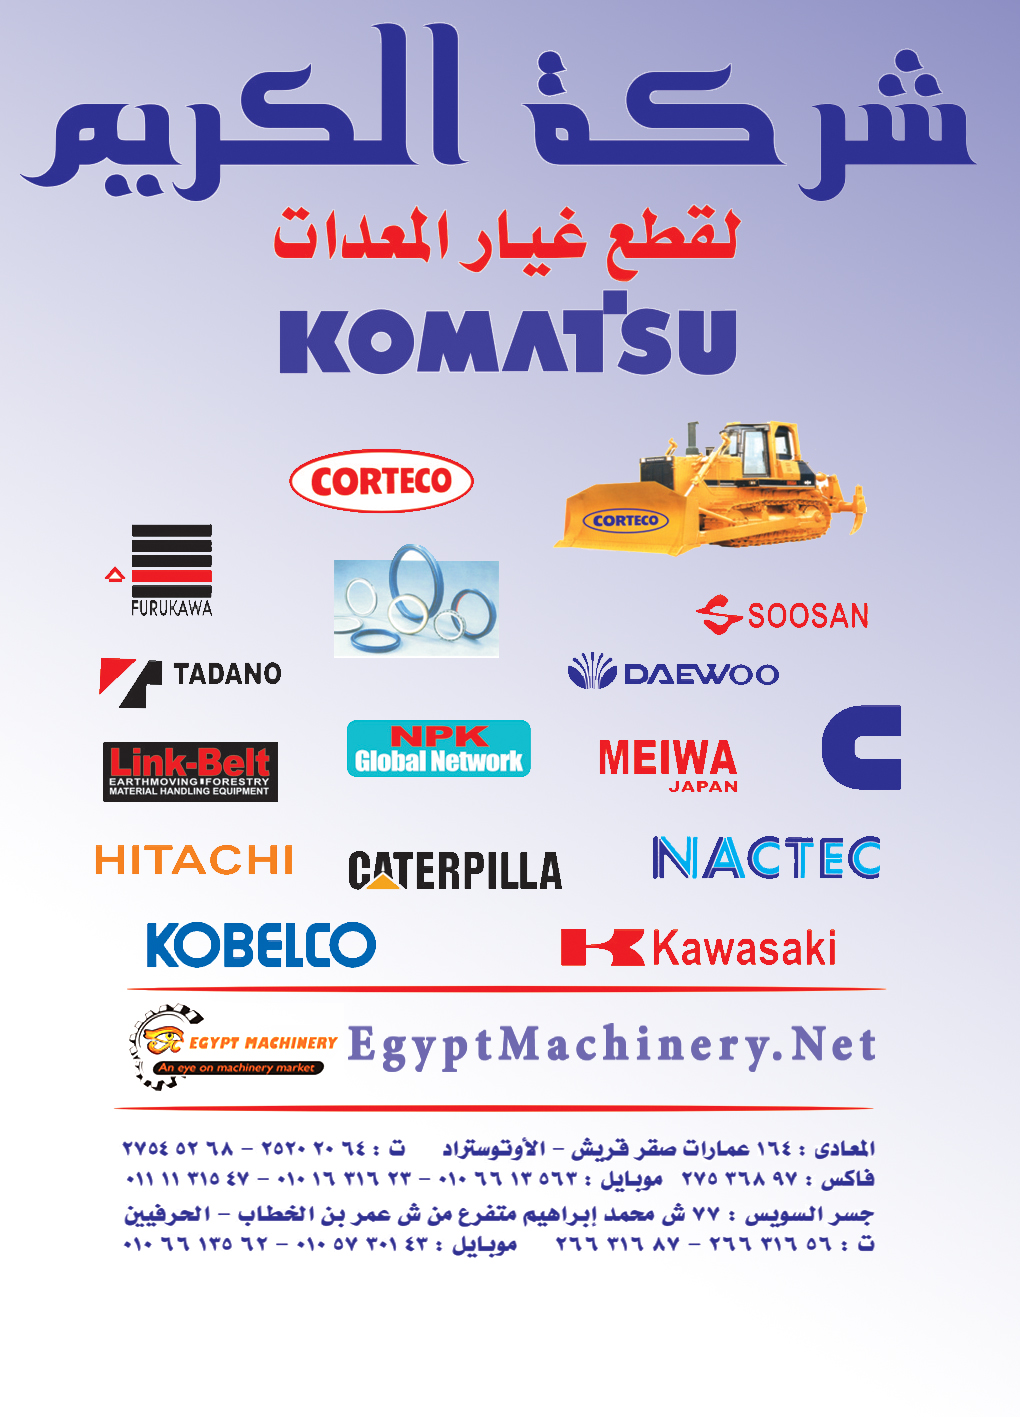 شركة الكريم
لقطع غيار المعدات
KOMATSU
CORTECO
CORTECO
FURUKAWA
SOOSAN
TADANO
DAEWOO
NPK
Global Network
Link-Belt
EARTHMOVING FORESTRY
MATERIAL HANDLING EQUIPMENT
MEIWA
JAPAN
HITACHI
CATERPILLA
NACTEC
KOBELCO
Kawasaki
EGYPT MACHINERY
An eye on machinery market
EgyptMachinery.Net
المعادى : ١٦٤ عمارات صقر قريش - الأوتوستراد ت : ٦٤ ٢٠ ٢٥٢٠ - ٦٨ ٥٢ ٢٧٥٤
فاكس : ٩٧ ٣٦٨ ٢٧٥ موبايل : ٥٦٣ ١٣ ٦٦ ٠١٠ - ٢٣ ٣١٦ ١٦ ٠١٠ - ٤٧ ٣١٥ ١١ ٠١١
جسر السويس : ٧٧ ش محمد إبراهيم متفرع من ش عمر بن الخطاب - الحرفيين
ت : ٥٦ ٣١٦ ٢٦٦ - ٨٧ ٣١٦ ٢٦٦ موبايل : ٤٣ ٣٠١ ٥٧ ٠١٠ - ٦٢ ١٣٥ ٦٦ ٠١٠